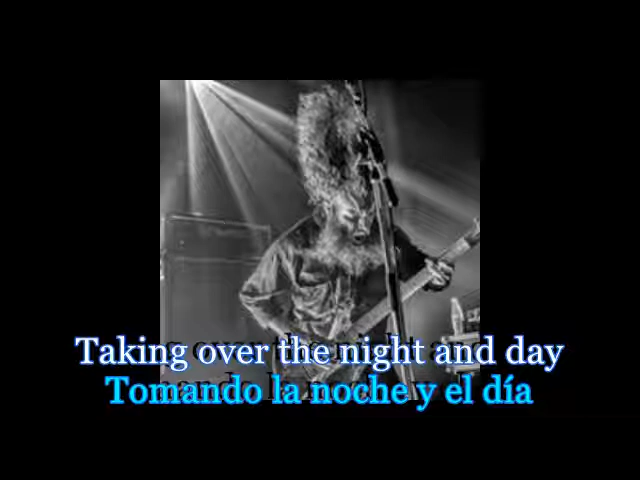 Taking over the night and day
Tomando la noche y el día